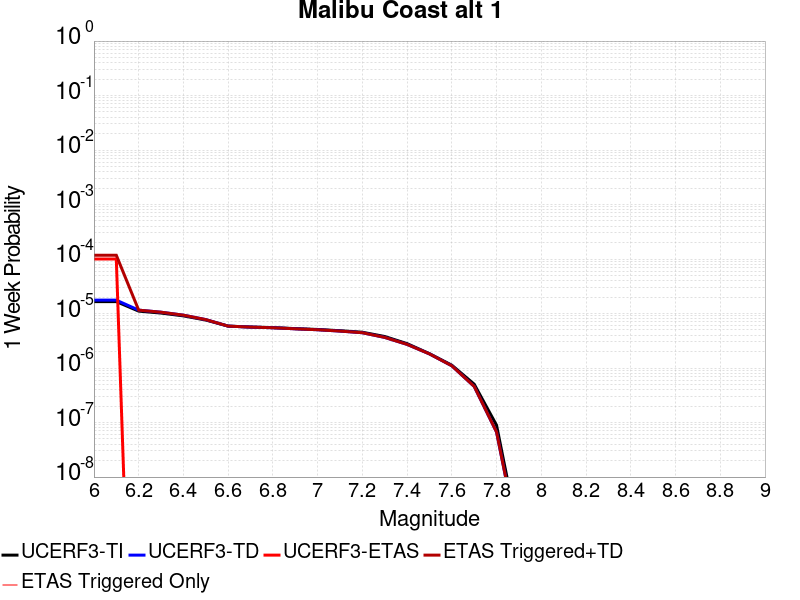 Malibu Coast alt 1
1 Week Probability
10^0
10^-1
10^-2
10^-3
10^-4
10^-5
10^-6
10^-7
10^-8
6 6.2 6.4 6.6 6.8 7 7.2 7.4 7.6 7.8 8 8.2 8.4 8.6 8.8 9
Magnitude
UCERF3-TI UCERF3-TD UCERF3-ETAS ETAS Triggered+TD
ETAS Triggered Only